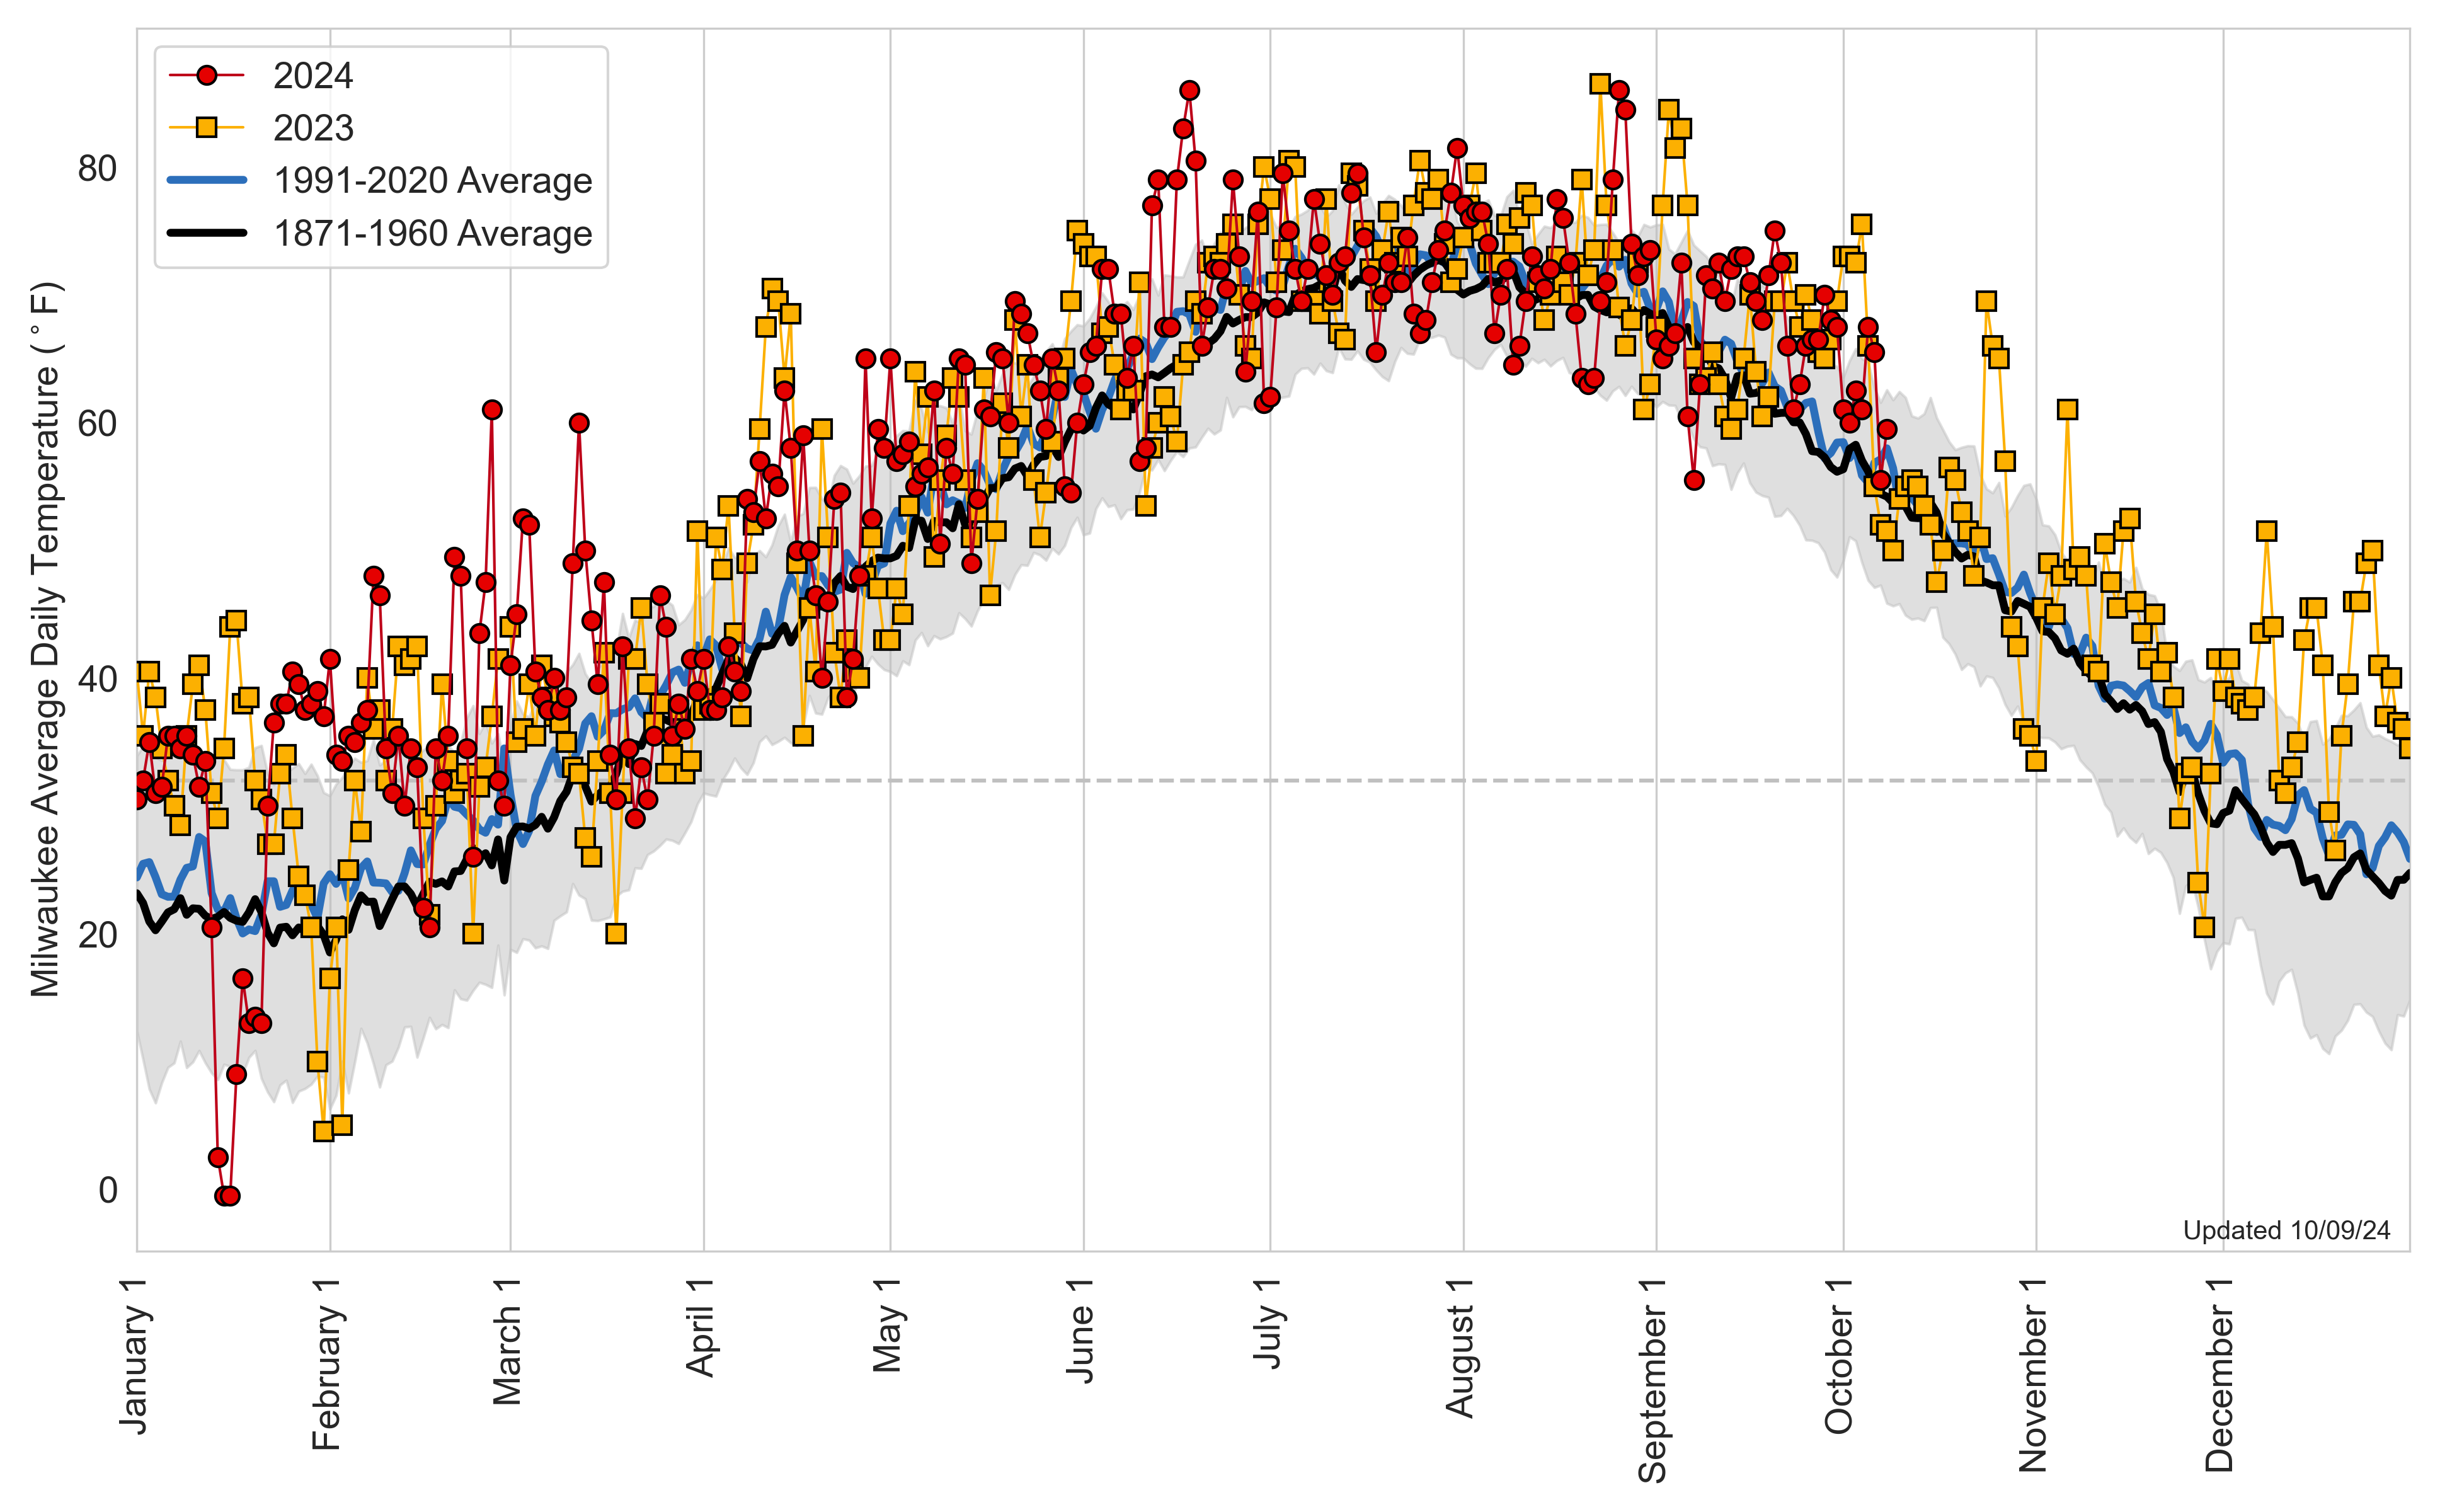 2024
2023
1991-2020 Average
1871-1960 Average
Milwaukee Average Daily Temperature (°F)
80
60
40
20
0
Updated 10/09/24
January 1
February 1
March 1
April 1
May 1
June 1
July 1
August 1
September 1
October 1
November 1
December 1